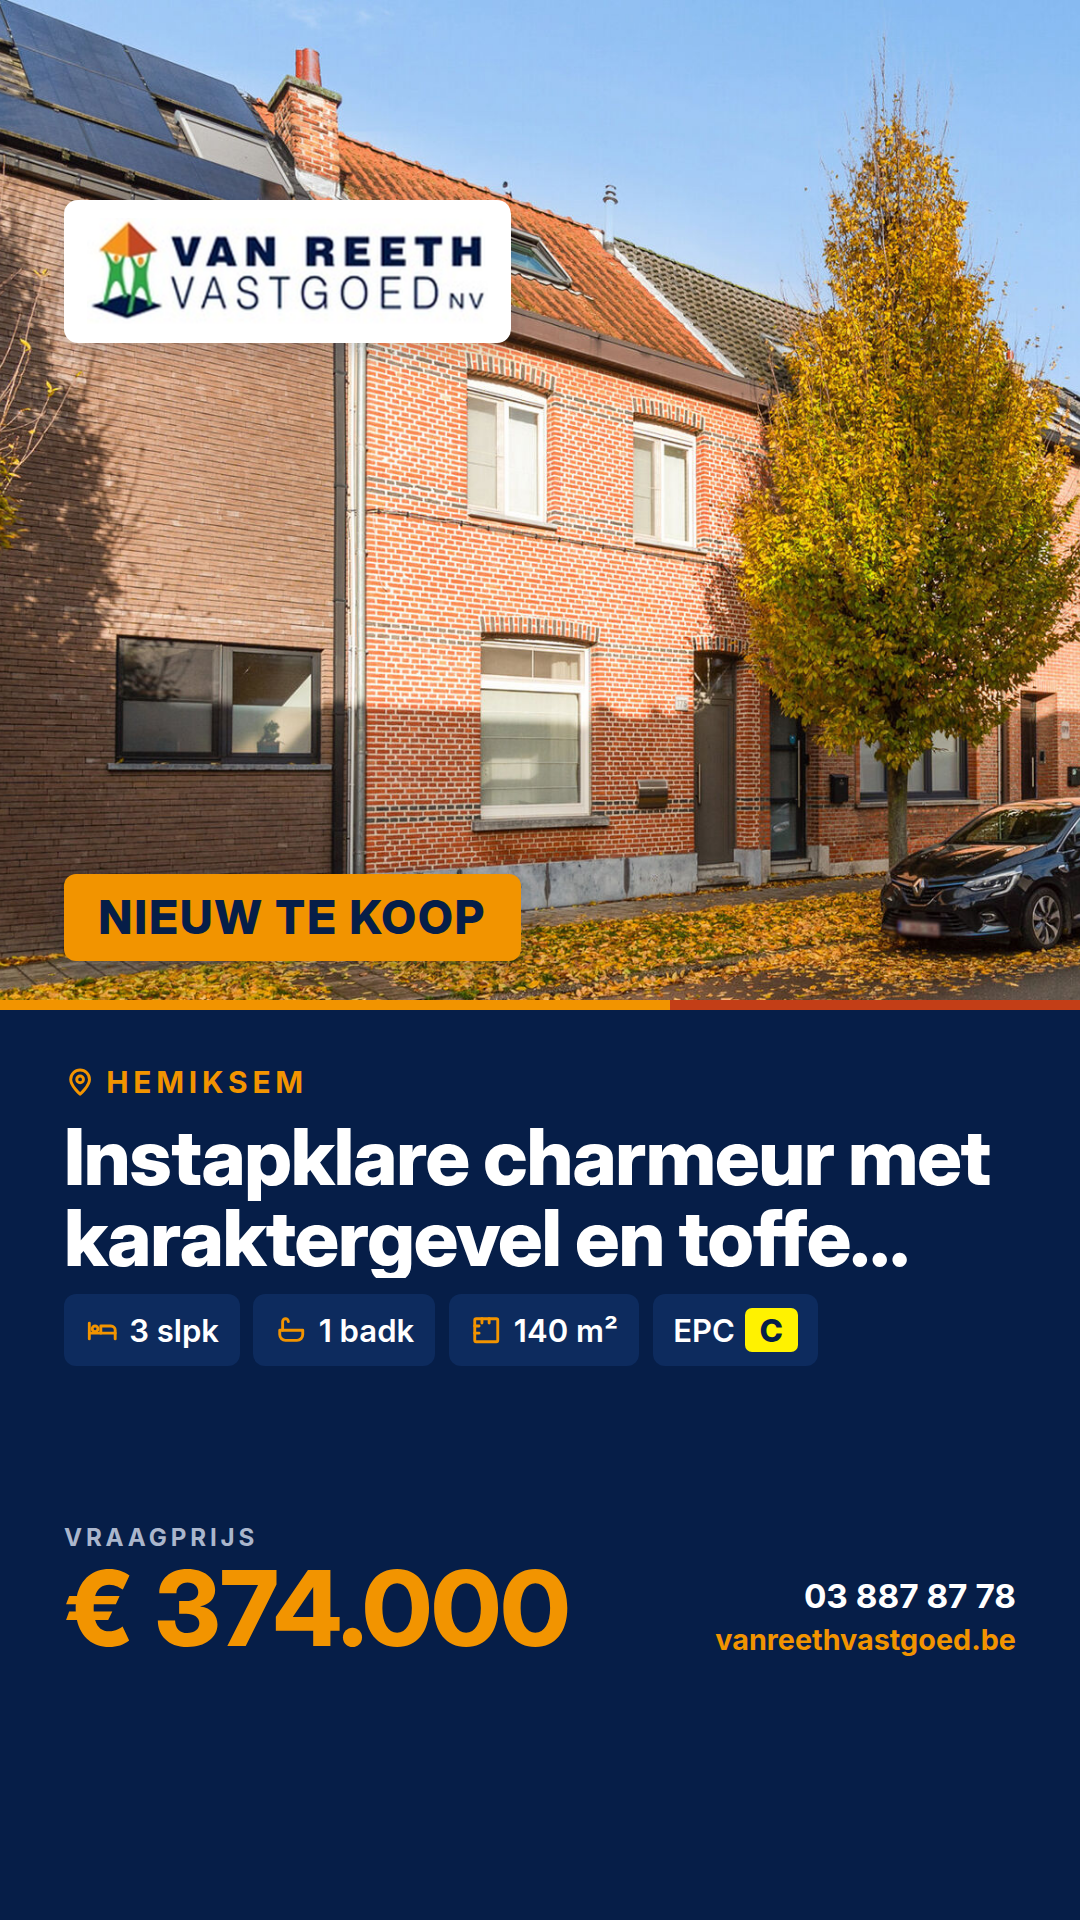 VAN REETH
VASTGOED NV
NIEUW TE KOOP
HEMIKSEM
Instapklare charmeur met
karaktergevel en toffe...
3 slpk
1 badk
140 m²
EPC C
VRAAGPRIJS
€ 374.000
03 887 87 78
vanreethvastgoed.be